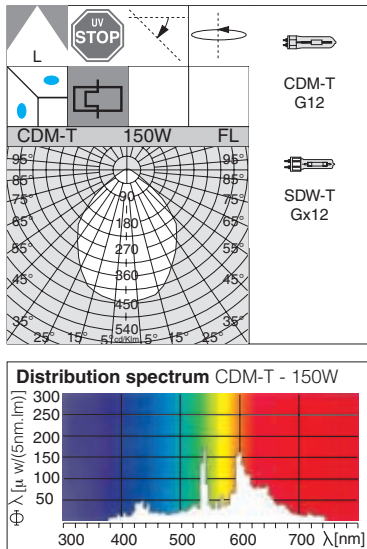 L
UV
STOP
CDM-T
G12
SDW-T
Gx12
CDM-T 150W FL
95° 95°
85° 85°
75° 75°
65° 65°
55° 55°
45° 45°
35° 25° 15° 5° 15° 25° 35°
90
180
270
360
450
540
cd/Klm
Distribution spectrum CDM-T - 150W
Φ λ [µ w/(5nm.lm)]
300
250
200
150
100
50
300 400 500 600 700 λ[nm]